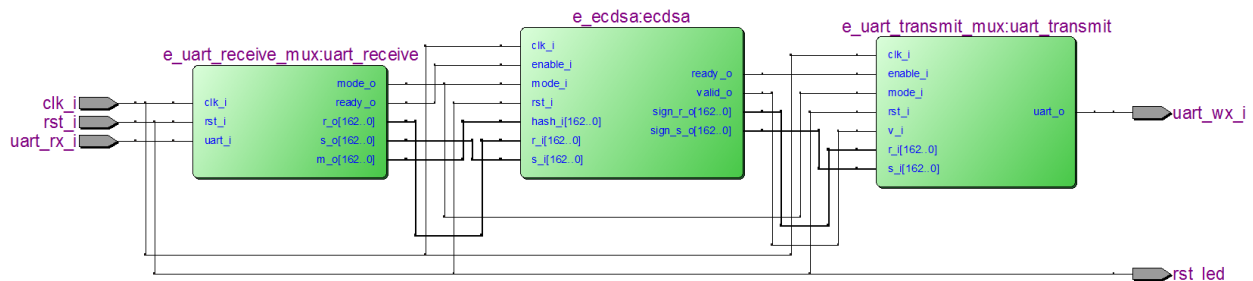 e_uart_receive_mux:uart_receive
e_ecdsa:ecdsa
e_uart_transmit_mux:uart_transmit
clk_i
rst_i
uart_rx_i
clk_i
rst_i
uart_i
mode_o
ready_o
r_o[162..0]
s_o[162..0]
m_o[162..0]
clk_i
enable_i
mode_i
rst_i
hash_i[162..0]
r_i[162..0]
s_i[162..0]
ready_o
valid_o
sign_r_o[162..0]
sign_s_o[162..0]
clk_i
enable_i
mode_i
rst_i
v_i
r_i[162..0]
s_i[162..0]
uart_o
uart_wx_i
rst_led